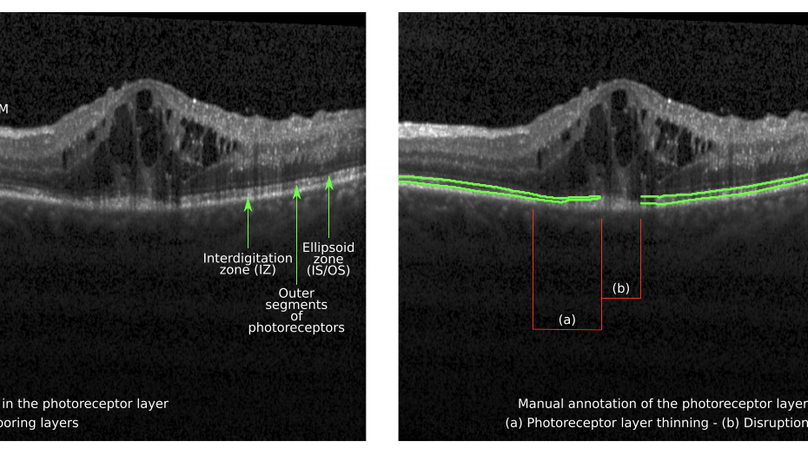 M
Interdigitation
zone (IZ)
Ellipsoid
zone
(IS/OS)
Outer
segments
of
photoreceptors
in the photoreceptor layer
boring layers
(b)
(a)
Manual annotation of the photoreceptor layer
(a) Photoreceptor layer thinning - (b) Disruption